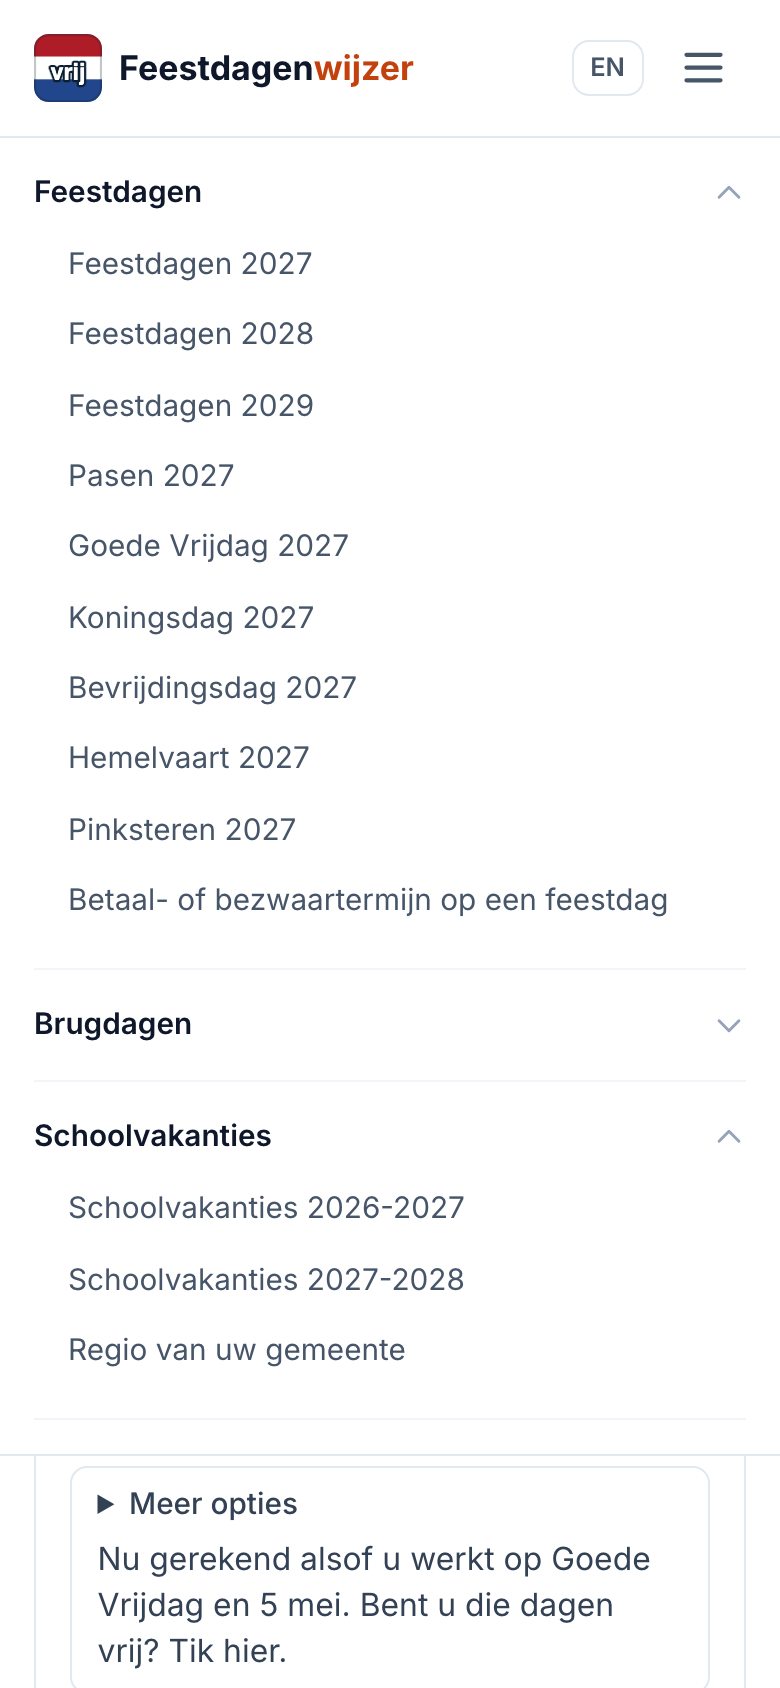 vrij
Feestdagenwijzer
EN
Feestdagen
Feestdagen 2027
Feestdagen 2028
Feestdagen 2029
Pasen 2027
Goede Vrijdag 2027
Koningsdag 2027
Bevrijdingsdag 2027
Hemelvaart 2027
Pinksteren 2027
Betaal- of bezwaartermijn op een feestdag
Brugdagen
Schoolvakanties
Schoolvakanties 2026-2027
Schoolvakanties 2027-2028
Regio van uw gemeente
Meer opties
Nu gerekend alsof u werkt op Goede
Vrijdag en 5 mei. Bent u die dagen
vrij? Tik hier.